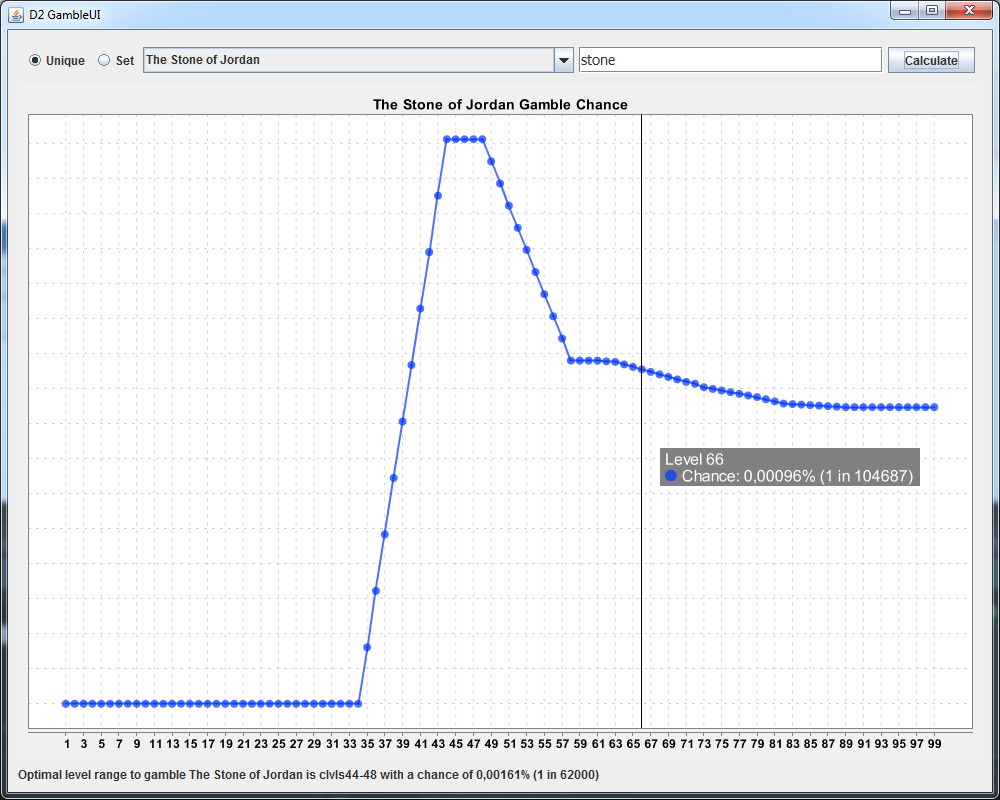 D2 GambleUI
Unique Set The Stone of Jordan stone Calculate
The Stone of Jordan Gamble Chance
Level 66
Chance: 0,00096% (1 in 104687)
1 3 5 7 9 11 13 15 17 19 21 23 25 27 29 31 33 35 37 39 41 43 45 47 49 51 53 55 57 59 61 63 65 67 69 71 73 75 77 79 81 83 85 87 89 91 93 95 97 99
Optimal level range to gamble The Stone of Jordan is clvls44-48 with a chance of 0,00161% (1 in 62000)